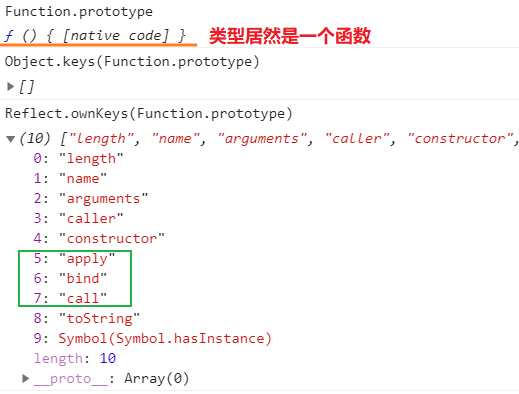 Function.prototype
ƒ () { [native code] } 类型居然是一个函数
Object.keys(Function.prototype)
▶[]
Reflect.ownKeys(Function.prototype)
▼(10) ["length", "name", "arguments", "caller", "constructor",
0: "length"
1: "name"
2: "arguments"
3: "caller"
4: "constructor"
5: "apply"
6: "bind"
7: "call"
8: "toString"
9: Symbol(Symbol.hasInstance)
length: 10
▶__proto__: Array(0)